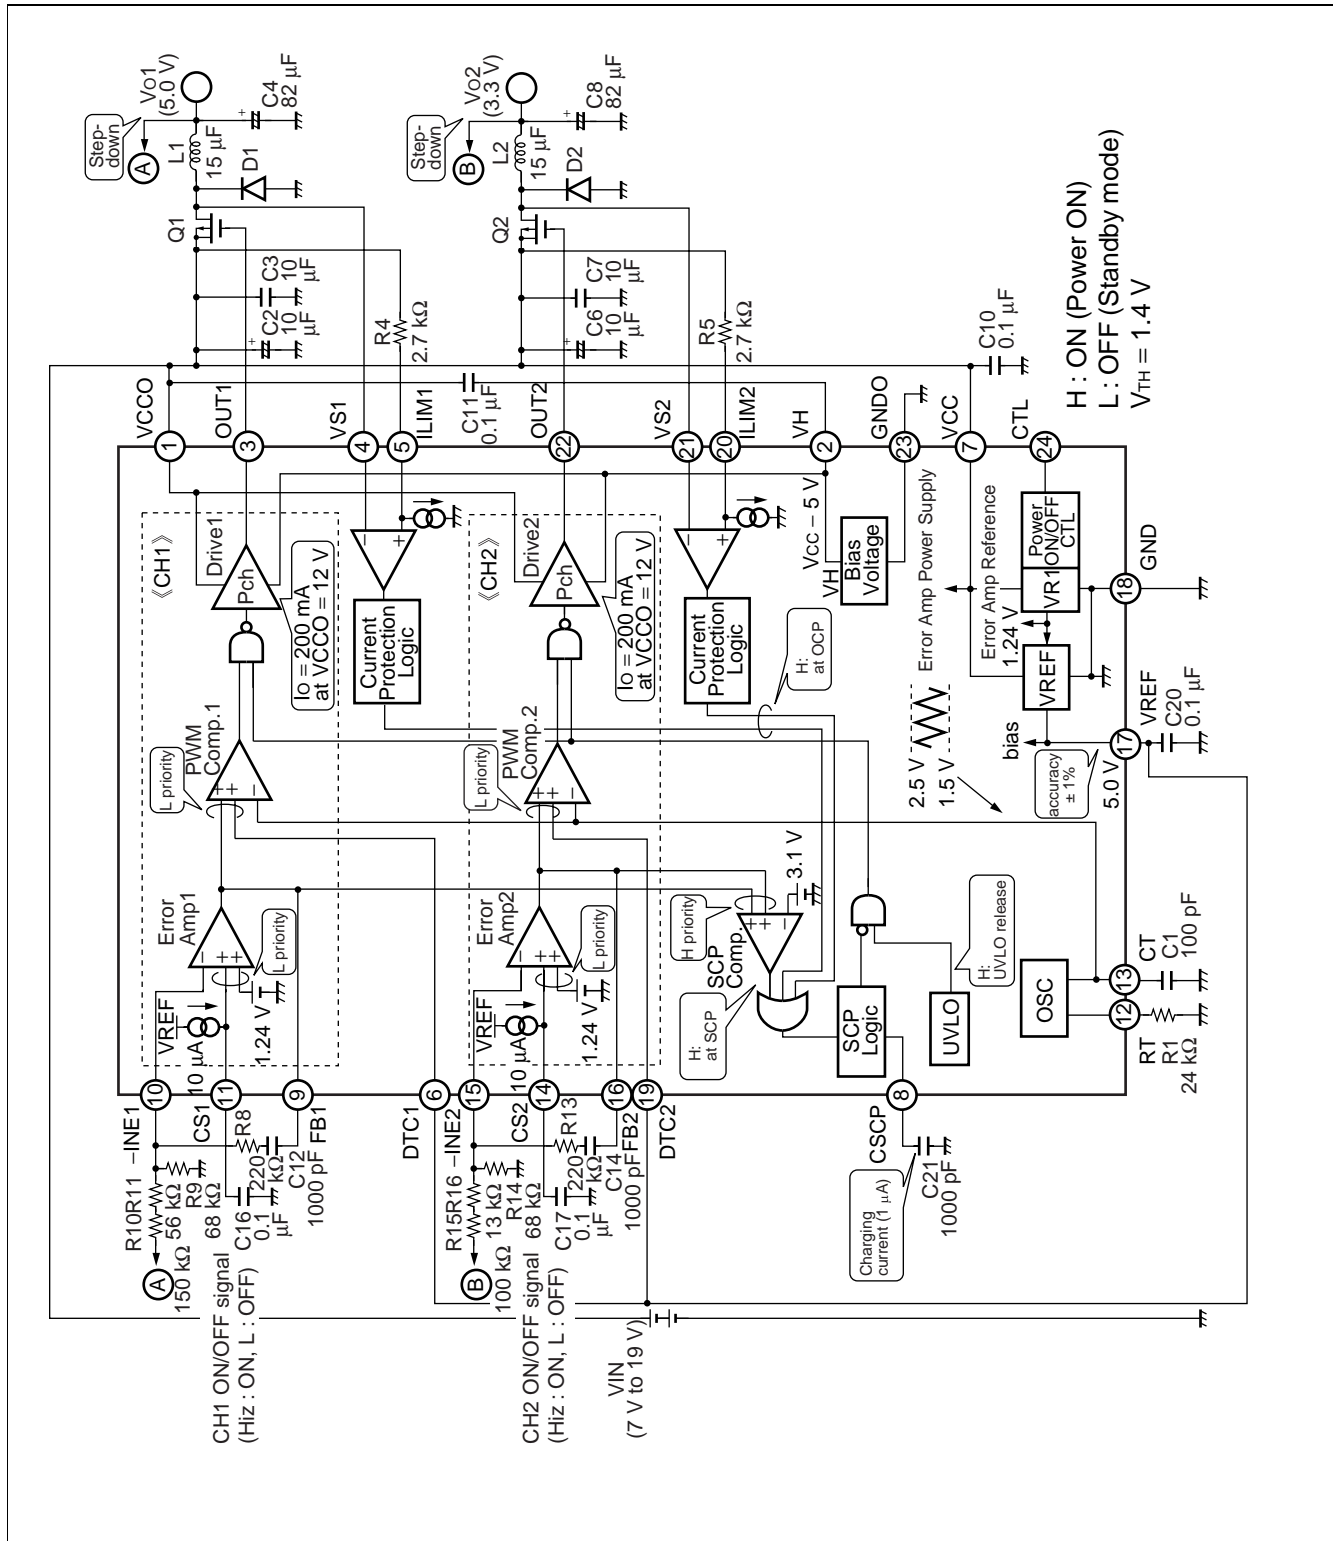 Step-
down
A
VO1
(5.0 V)
L1
15 µF
C4
82 µF
D1
Q1
C2
10
µF
C3
10
µF
R4
2.7 kΩ
Step-
down
B
VO2
(3.3 V)
L2
15 µF
C8
82 µF
D2
Q2
C6
10
µF
C7
10
µF
R5
2.7 kΩ
C10
0.1 µF
C11
0.1 µF
H : ON (Power ON)
L : OFF (Standby mode)
VTH = 1.4 V
VCCO
1
OUT1
3
VS1
4
ILIM1
5
OUT2
22
VS2
21
ILIM2
20
VH
2
GNDO
23
VCC
7
CTL
24
《CH1》
Drive1
Pch
IO = 200 mA
at VCCO = 12 V
−
+
Current
Protection
Logic
PWM
Comp.1
L priority
+
+
−
Error
Amp1
L priority
−
+
+
VREF
10 µA
1.24 V
《CH2》
Drive2
Pch
IO = 200 mA
at VCCO = 12 V
−
+
Current
Protection
Logic
H:
at OCP
PWM
Comp.2
L priority
+
+
−
Error
Amp2
L priority
−
+
+
VREF
10 µA
1.24 V
VCC − 5 V
VH
Bias
Voltage
Error Amp Power Supply
Error Amp Reference
1.24 V
Power
ON/OFF
CTL
VR1
VREF
bias
accuracy
± 1%
5.0 V
2.5 V
1.5 V
H priority
SCP
Comp.
+
+
−
3.1 V
H:
at SCP
SCP
Logic
H:
UVLO release
UVLO
OSC
18
GND
17
VREF
C20
0.1 µF
13
CT
C1
100 pF
12
RT
R1
24 kΩ
10
−INE1
11
CS1
9
FB1
6
DTC1
15
−INE2
14
CS2
16
FB2
19
DTC2
8
CSCP
R8
220
kΩ
C12
1000 pF
R9
68 kΩ
R10
R11
56 kΩ
150 kΩ
C16
0.1
µF
A
CH1 ON/OFF signal
(Hiz : ON, L : OFF)
R13
220
kΩ
C14
1000 pF
R14
68 kΩ
R15
R16
13 kΩ
100 kΩ
C17
0.1
µF
B
CH2 ON/OFF signal
(Hiz : ON, L : OFF)
VIN
(7 V to 19 V)
Charging
current (1 µA)
C21
1000 pF